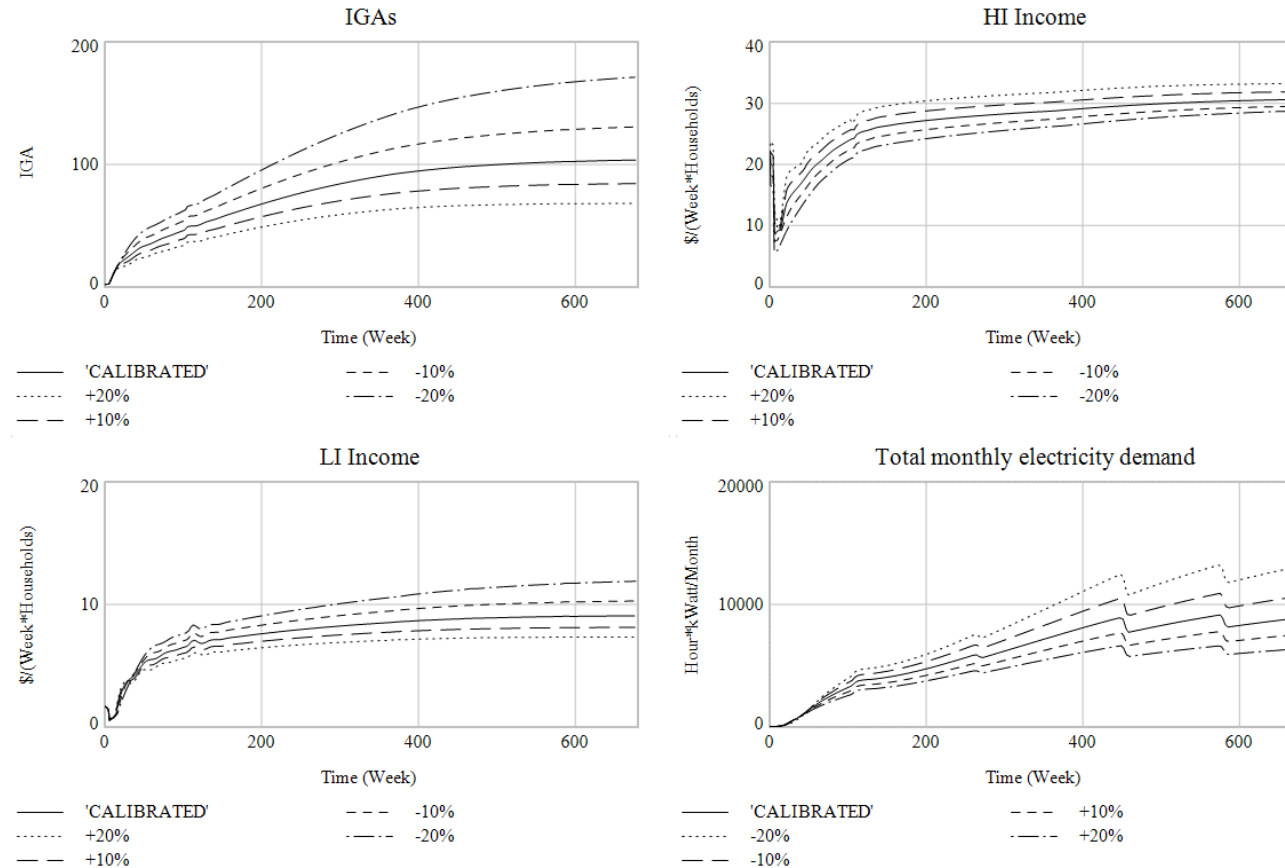 IGAs
200
100
0
IGA
0 200 400 600
Time (Week)
'CALIBRATED' -10%
+20% -20%
+10%
HI Income
40
30
20
10
0
$/(Week*Households)
0 200 400 600
Time (Week)
'CALIBRATED' -10%
+20% -20%
+10%
LI Income
20
10
0
$/(Week*Households)
0 200 400 600
Time (Week)
'CALIBRATED' -10%
+20% -20%
+10%
Total monthly electricity demand
20000
10000
0
Hour*kWatt/Month
0 200 400 600
Time (Week)
'CALIBRATED' +10%
-20% +20%
-10%